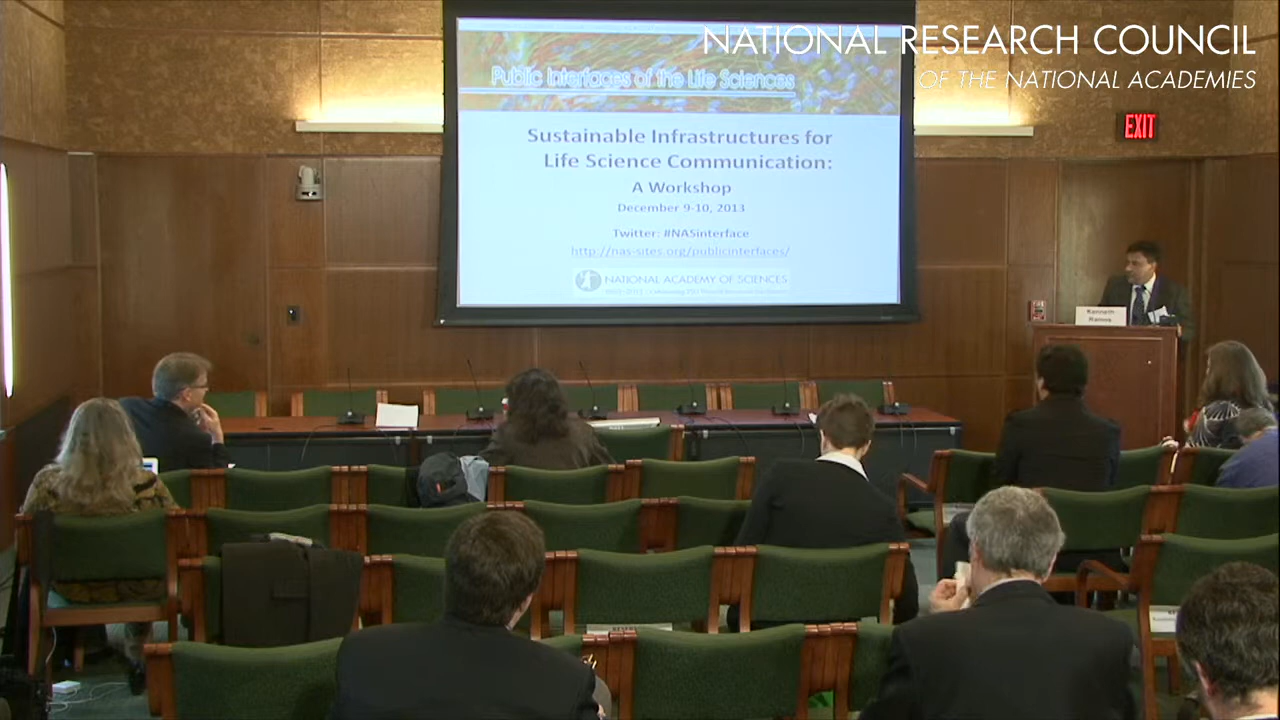 NATIONAL RESEARCH COUNCIL
OF THE NATIONAL ACADEMIES
EXIT
Public Interfaces of the Life Sciences
Sustainable Infrastructures for
Life Science Communication:
A Workshop
December 9-10, 2013
Twitter: #NASinterface
http://nas-sites.org/publicinterfaces/
NATIONAL ACADEMY OF SCIENCES
Kenneth
Ramos